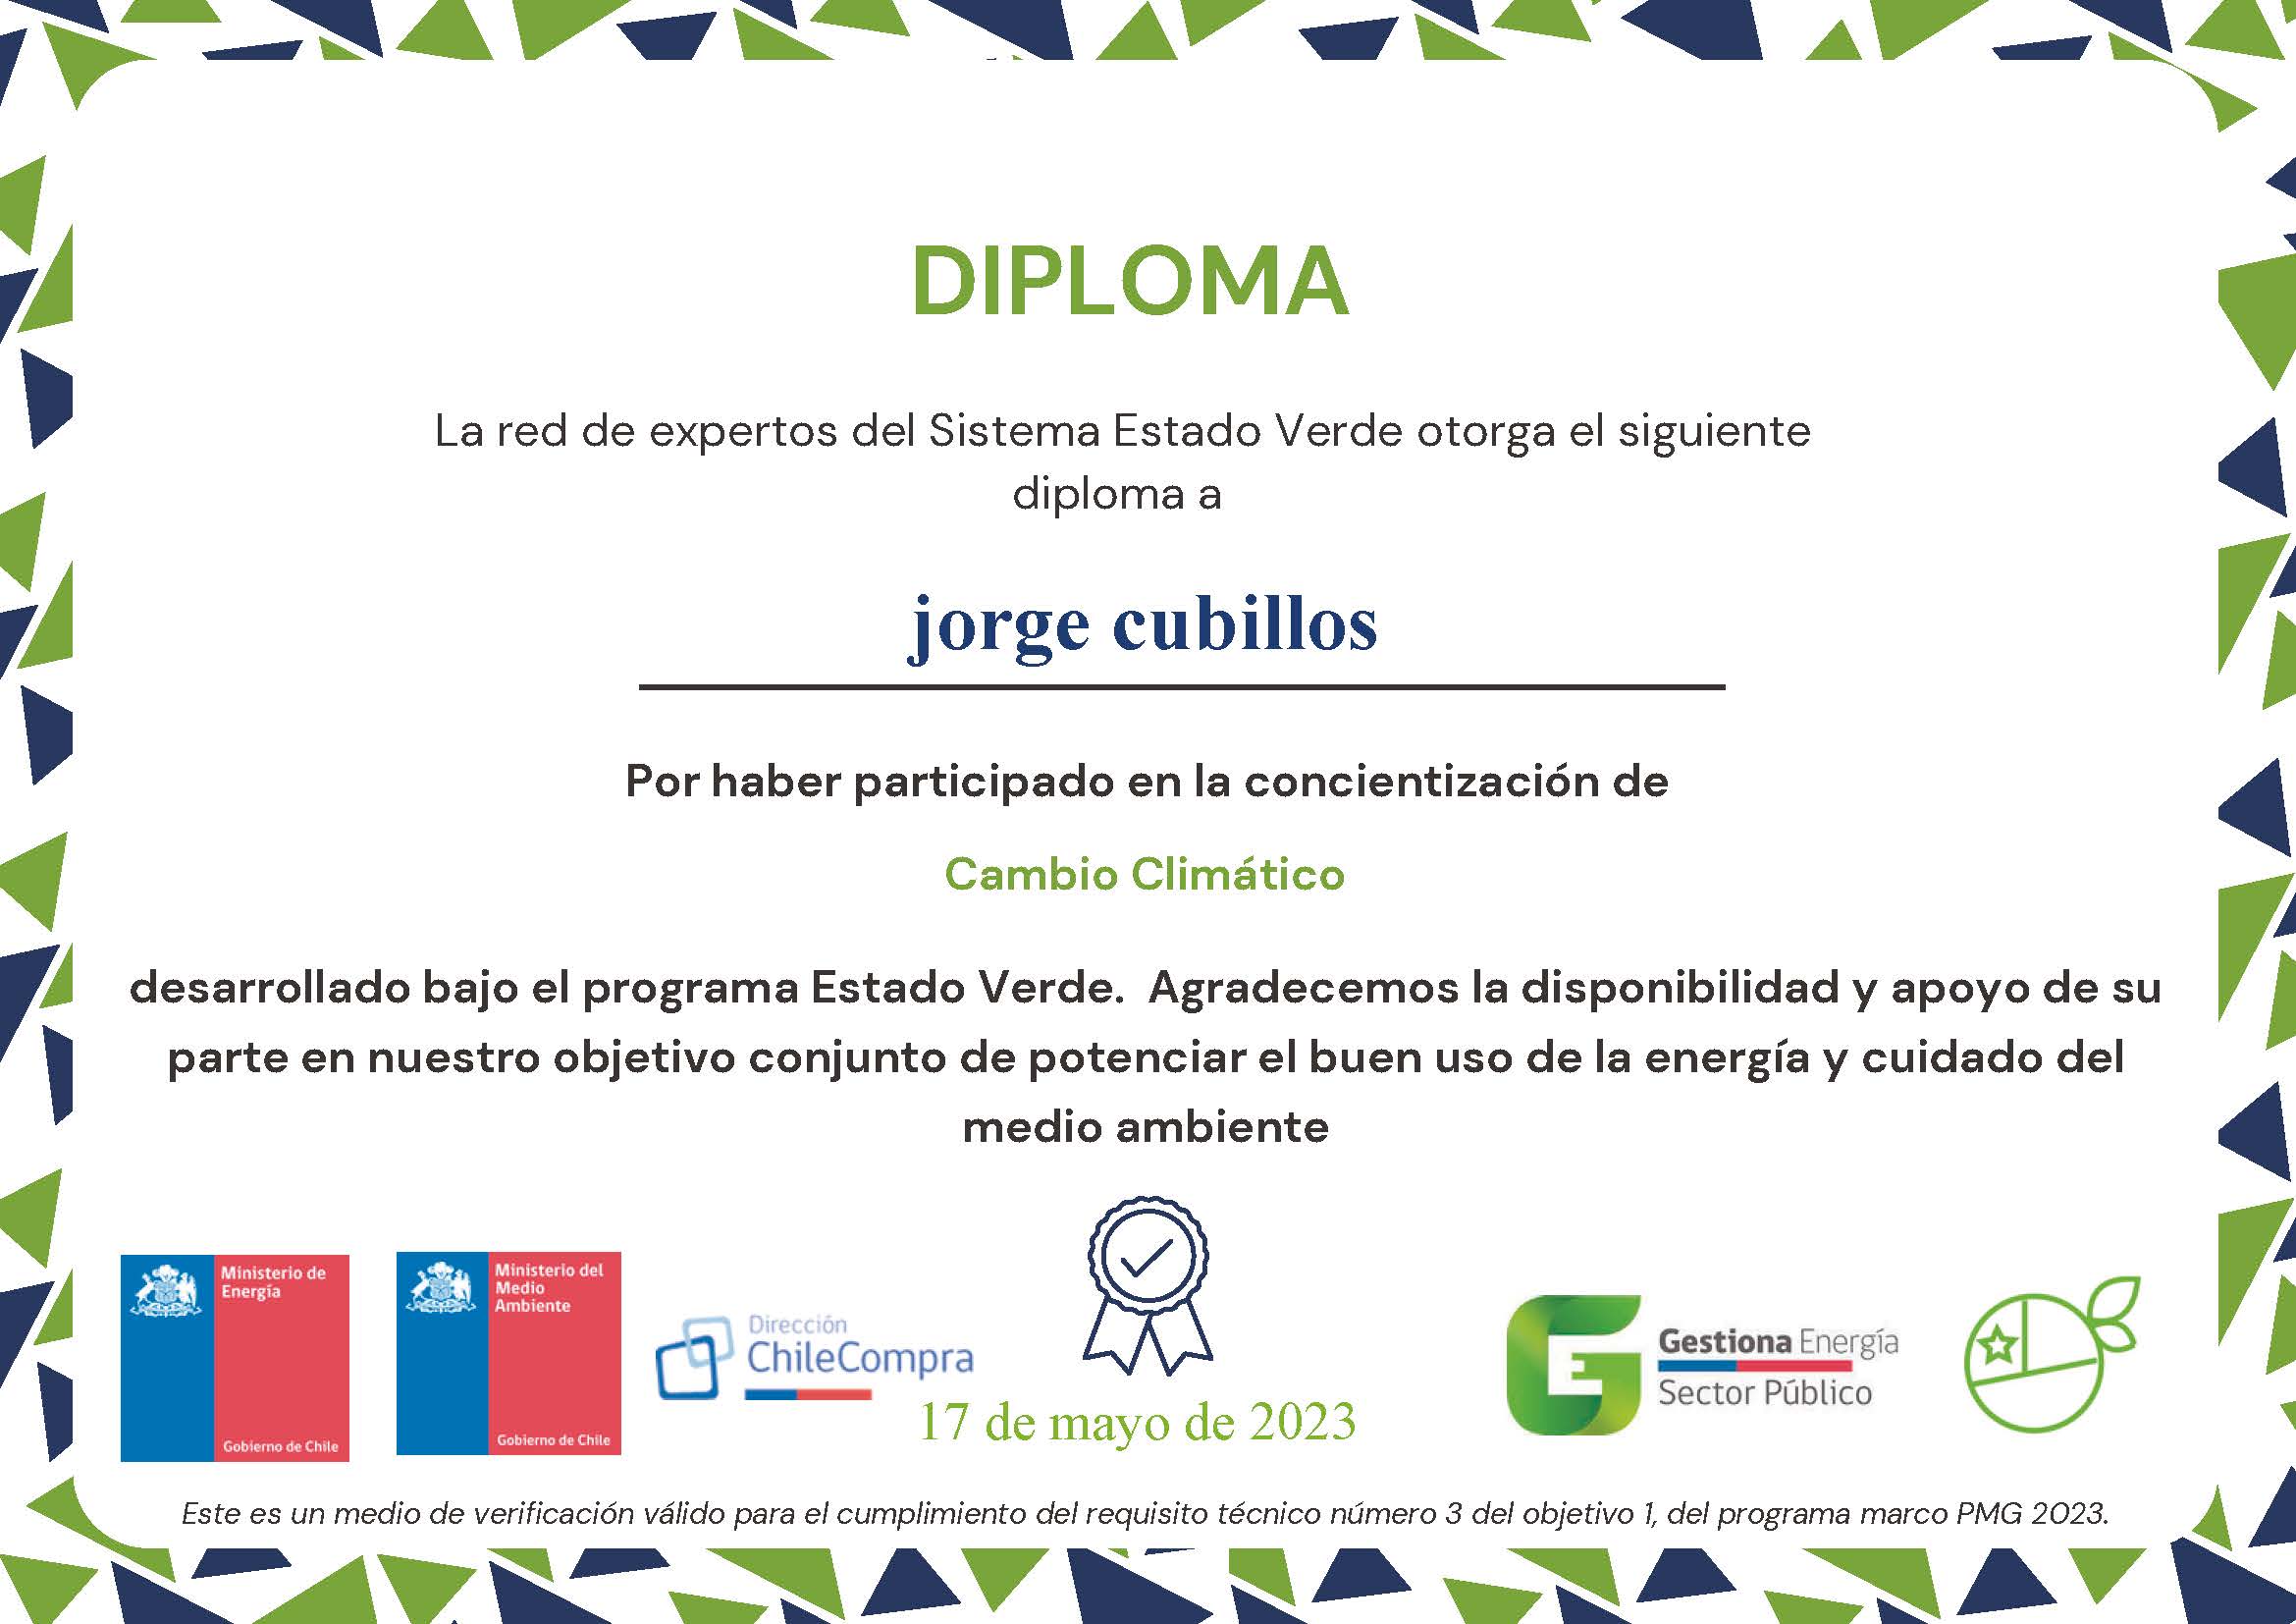 DIPLOMA
La red de expertos del Sistema Estado Verde otorga el siguiente
diploma a
jorge cubillos
Por haber participado en la concientización de
Cambio Climático
desarrollado bajo el programa Estado Verde. Agradecemos la disponibilidad y apoyo de su
parte en nuestro objetivo conjunto de potenciar el buen uso de la energía y cuidado del
medio ambiente
Ministerio de
Energía
Gobierno de Chile
Ministerio del
Medio
Ambiente
Gobierno de Chile
Dirección
ChileCompra
17 de mayo de 2023
Gestiona Energía
Sector Público
Este es un medio de verificación válido para el cumplimiento del requisito técnico número 3 del objetivo 1, del programa marco PMG 2023.